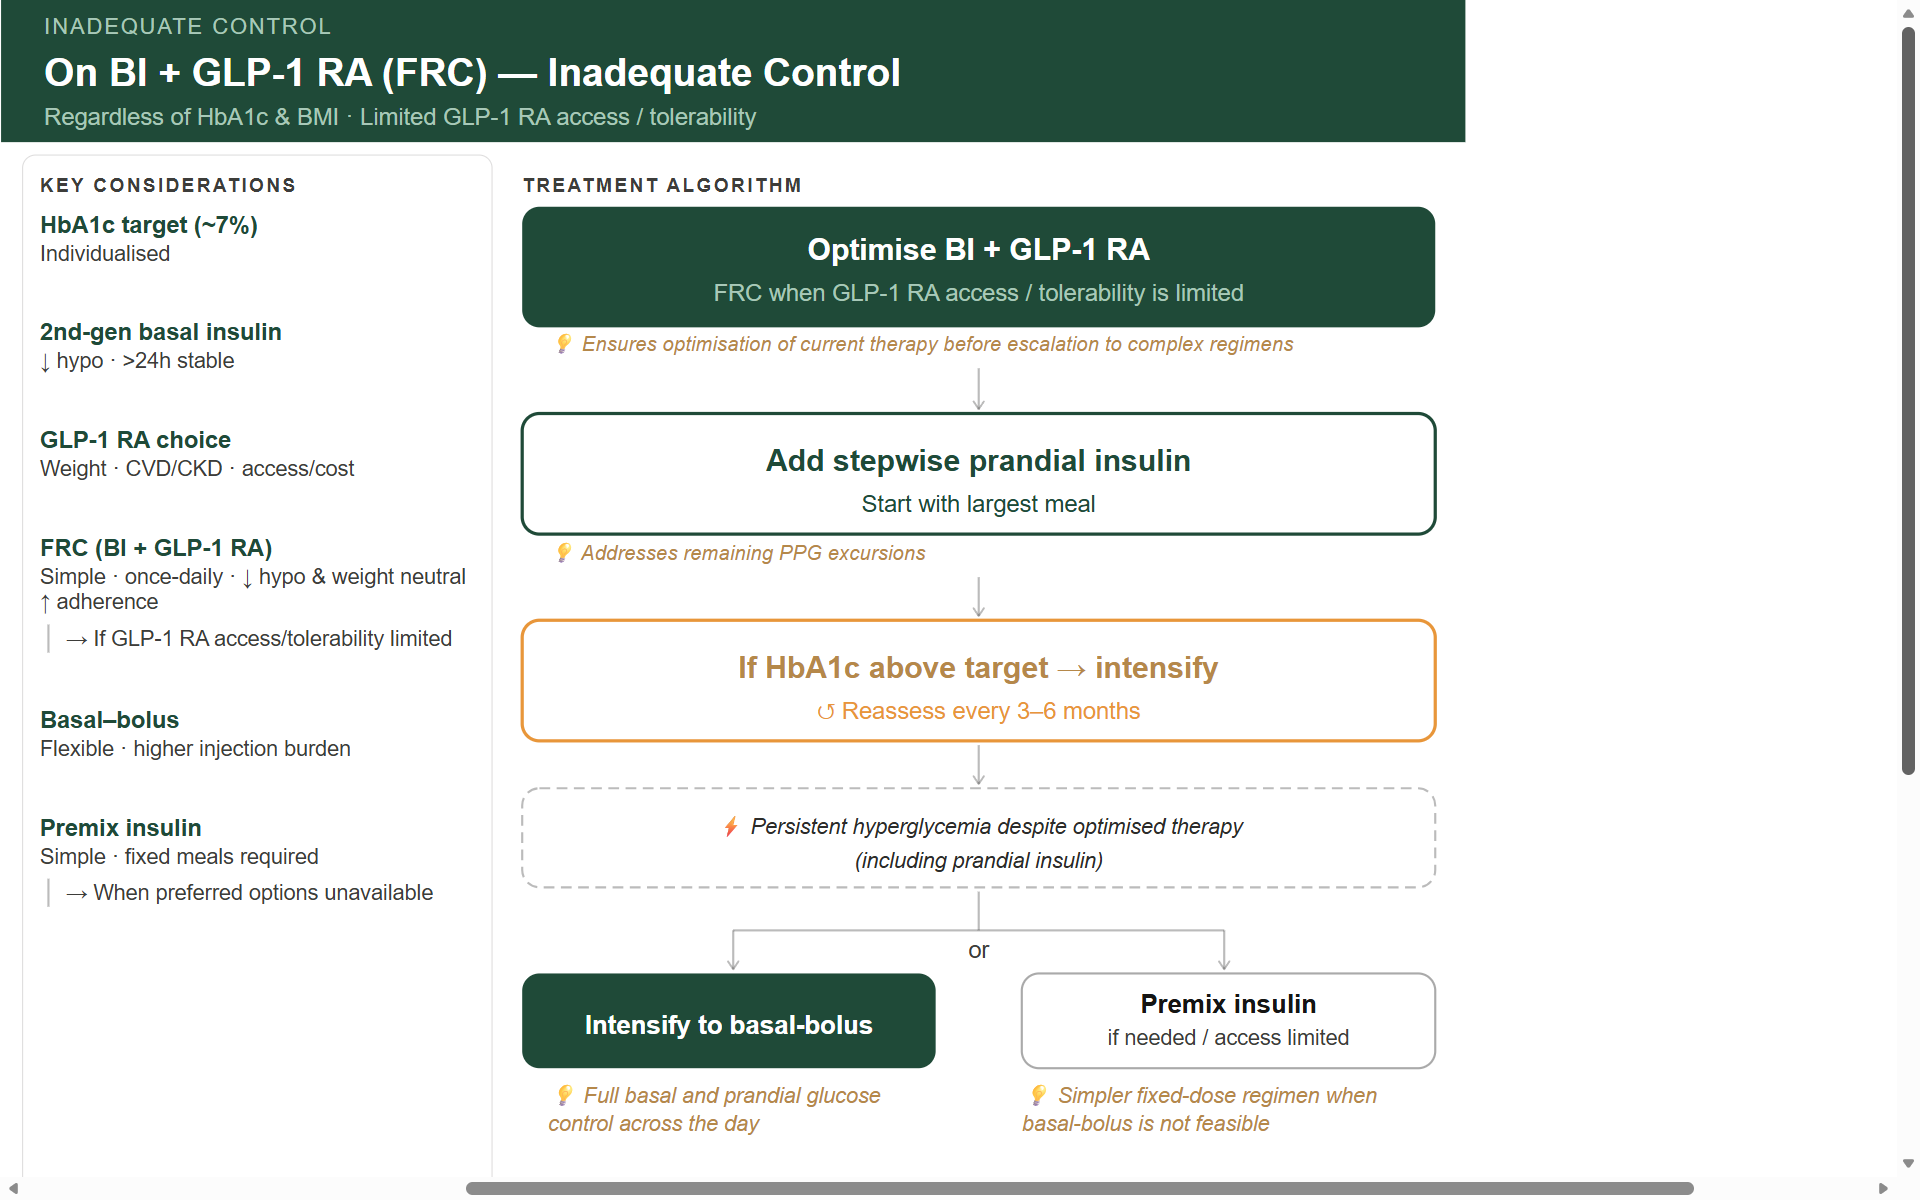 INADEQUATE CONTROL
On BI + GLP-1 RA (FRC) — Inadequate Control
Regardless of HbA1c & BMI · Limited GLP-1 RA access / tolerability
KEY CONSIDERATIONS
HbA1c target (~7%)
Individualised
2nd-gen basal insulin
↓ hypo · >24h stable
GLP-1 RA choice
Weight · CVD/CKD · access/cost
FRC (BI + GLP-1 RA)
Simple · once-daily · ↓ hypo & weight neutral
↑ adherence
→ If GLP-1 RA access/tolerability limited
Basal–bolus
Flexible · higher injection burden
Premix insulin
Simple · fixed meals required
→ When preferred options unavailable
TREATMENT ALGORITHM
Optimise BI + GLP-1 RA
FRC when GLP-1 RA access / tolerability is limited
💡 Ensures optimisation of current therapy before escalation to complex regimens
Add stepwise prandial insulin
Start with largest meal
💡 Addresses remaining PPG excursions
If HbA1c above target → intensify
↺ Reassess every 3–6 months
⚡ Persistent hyperglycemia despite optimised therapy
(including prandial insulin)
or
Intensify to basal-bolus
💡 Full basal and prandial glucose
control across the day
Premix insulin
if needed / access limited
💡 Simpler fixed-dose regimen when
basal-bolus is not feasible